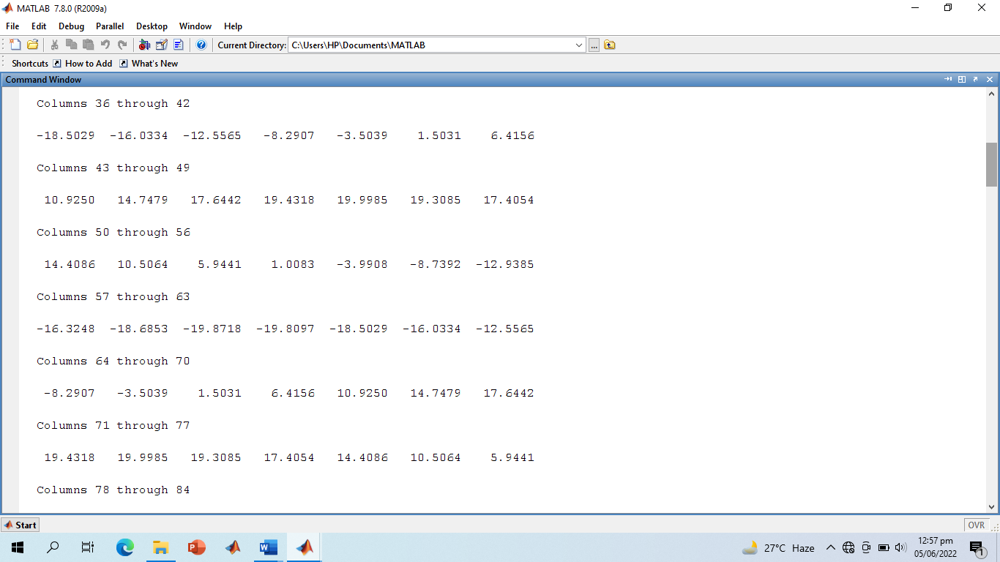 MATLAB 7.8.0 (R2009a)
File Edit Debug Parallel Desktop Window Help
Current Directory: C:\Users\HP\Documents\MATLAB ...
Shortcuts How to Add What's New
Command Window
Columns 36 through 42
-18.5029 -16.0334 -12.5565 -8.2907 -3.5039 1.5031 6.4156
Columns 43 through 49
10.9250 14.7479 17.6442 19.4318 19.9985 19.3085 17.4054
Columns 50 through 56
14.4086 10.5064 5.9441 1.0083 -3.9908 -8.7392 -12.9385
Columns 57 through 63
-16.3248 -18.6853 -19.8718 -19.8097 -18.5029 -16.0334 -12.5565
Columns 64 through 70
-8.2907 -3.5039 1.5031 6.4156 10.9250 14.7479 17.6442
Columns 71 through 77
19.4318 19.9985 19.3085 17.4054 14.4086 10.5064 5.9441
Columns 78 through 84
Start OVR
27°C Haze 12:57 pm
05/06/2022 1